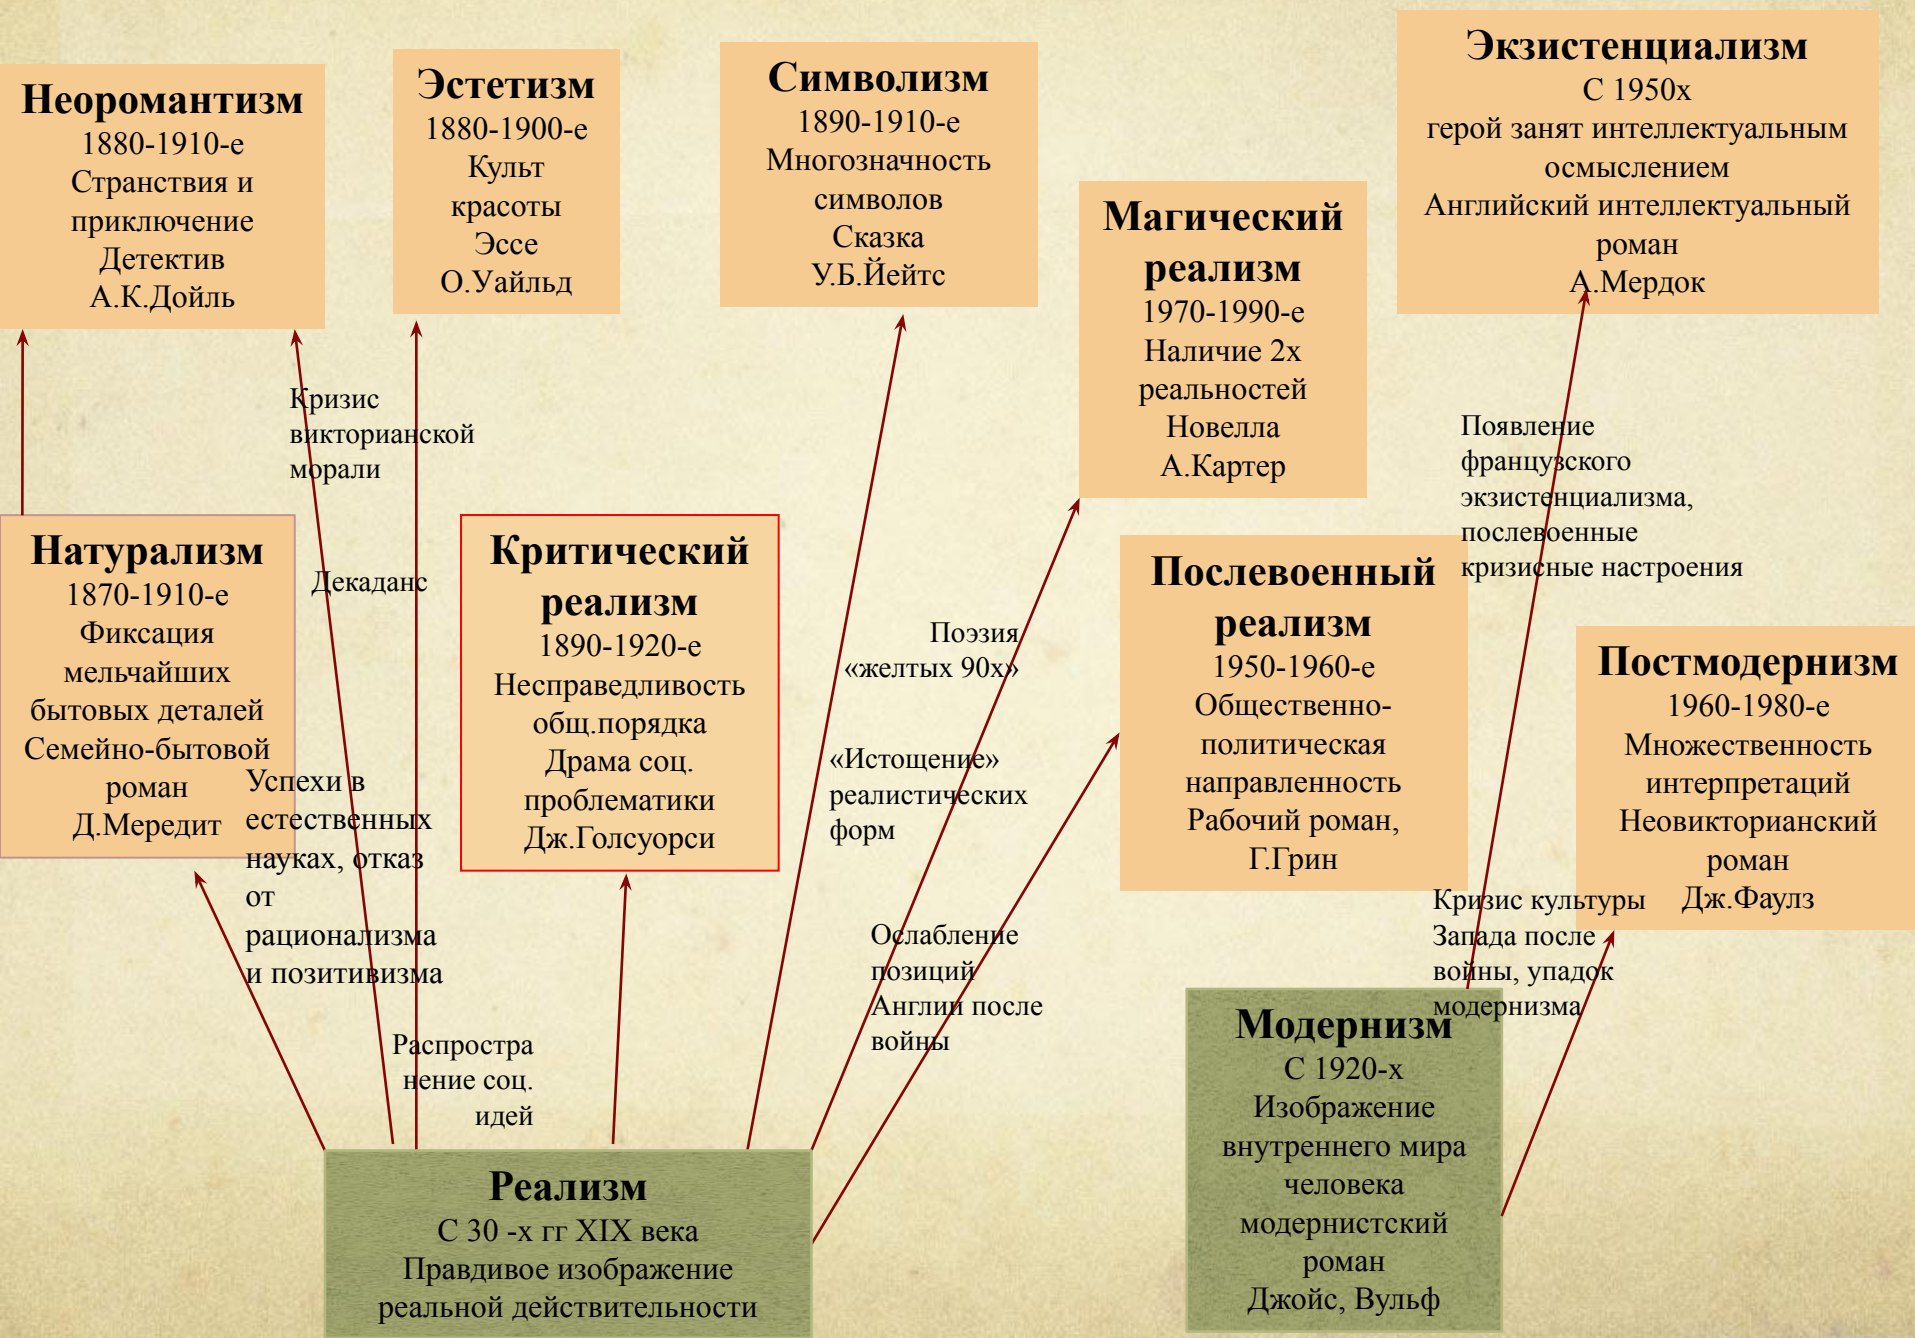 Неоромантизм
1880-1910-е
Странствия и
приключение
Детектив
А.К.Дойль
Эстетизм
1880-1900-е
Культ
красоты
Эссе
О.Уайльд
Символизм
1890-1910-е
Многозначность
символов
Сказка
У.Б.Йейтс
Магический
реализм
1970-1990-е
Наличие 2х
реальностей
Новелла
А.Картер
Экзистенциализм
С 1950х
герой занят интеллектуальным
осмыслением
Английский интеллектуальный
роман
А.Мердок
Кризис
викторианской
морали
Появление
французского
экзистенциализма,
послевоенные
кризисные настроения
Натурализм
1870-1910-е
Фиксация
мельчайших
бытовых деталей
Семейно-бытовой
роман
Д.Мередит
Декаданс
Критический
реализм
1890-1920-е
Несправедливость
общ.порядка
Драма соц.
проблематики
Дж.Голсуорси
Поэзия
«желтых 90х»
«Истощение»
реалистических
форм
Послевоенный
реализм
1950-1960-е
Общественно-
политическая
направленность
Рабочий роман,
Г.Грин
Постмодернизм
1960-1980-е
Множественность
интерпретаций
Неовикторианский
роман
Дж.Фаулз
Успехи в
естественных
науках, отказ
от
рационализма
и позитивизма
Ослабление
позиций
Англии после
войны
Кризис культуры
Запада после
войны, упадок
модернизма
Распростра
нение соц.
идей
Реализм
С 30 -х гг XIX века
Правдивое изображение
реальной действительности
Модернизм
С 1920-х
Изображение
внутреннего мира
человека
модернистский
роман
Джойс, Вульф